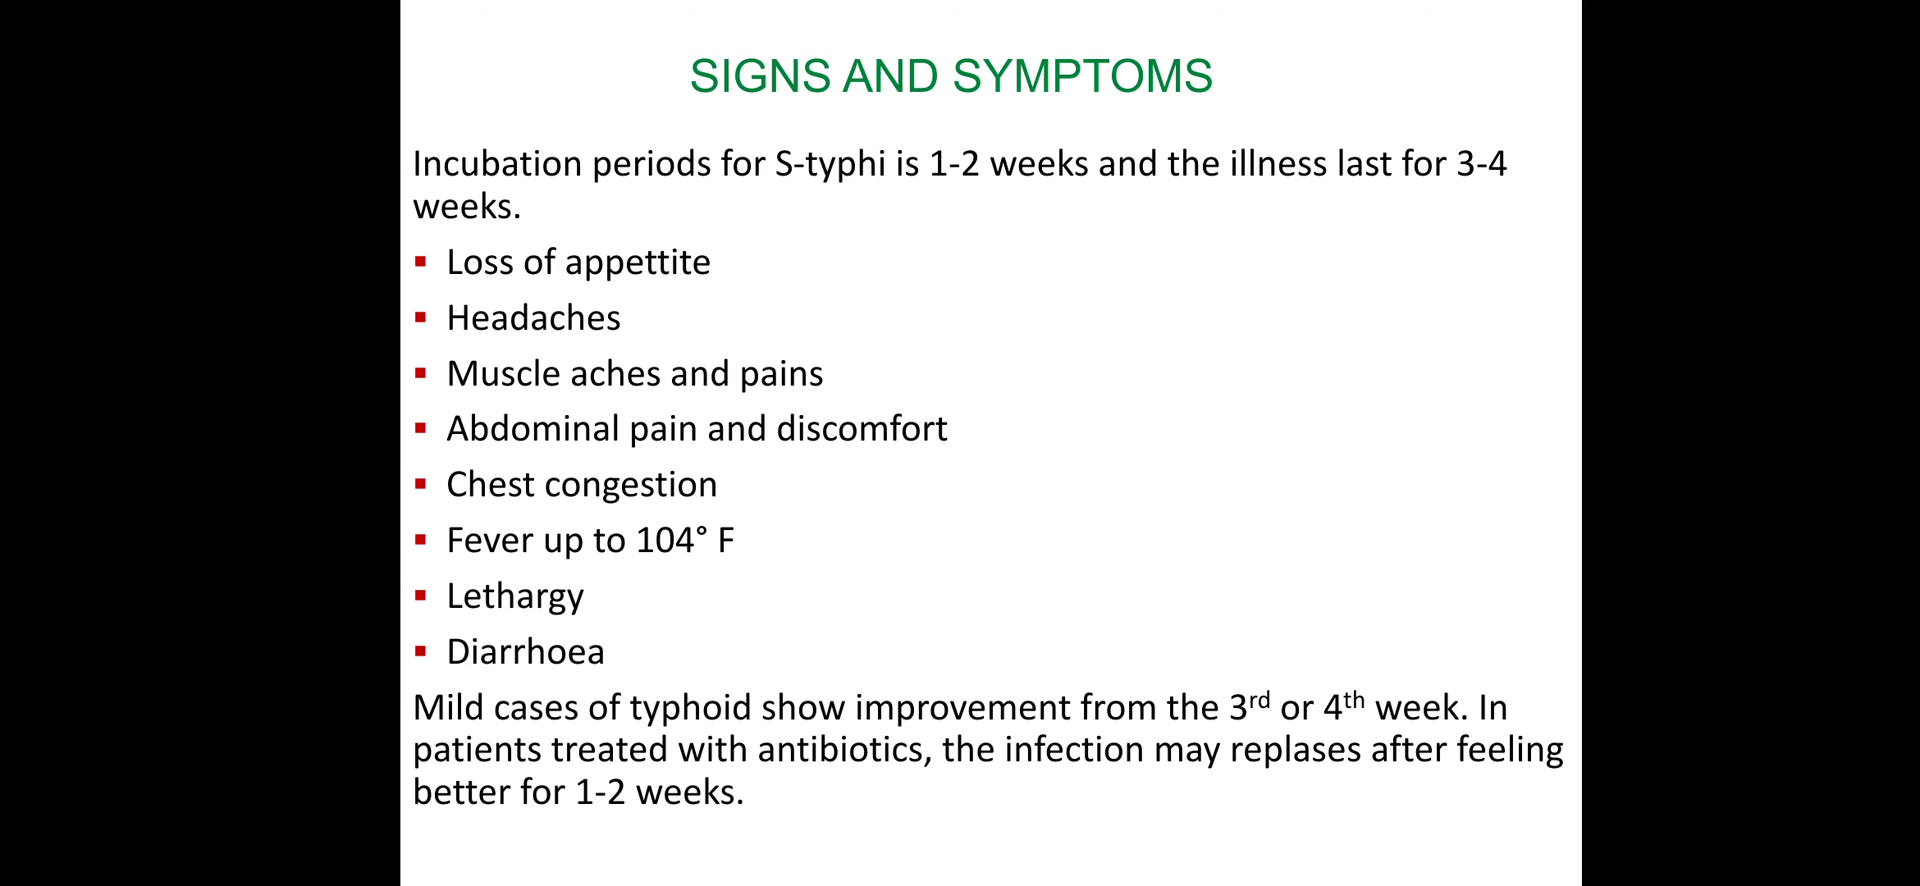 SIGNS AND SYMPTOMS
Incubation periods for S-typhi is 1-2 weeks and the illness last for 3-4
weeks.
▪ Loss of appettite
▪ Headaches
▪ Muscle aches and pains
▪ Abdominal pain and discomfort
▪ Chest congestion
▪ Fever up to 104° F
▪ Lethargy
▪ Diarrhoea
Mild cases of typhoid show improvement from the 3rd or 4th week. In
patients treated with antibiotics, the infection may replases after feeling
better for 1-2 weeks.